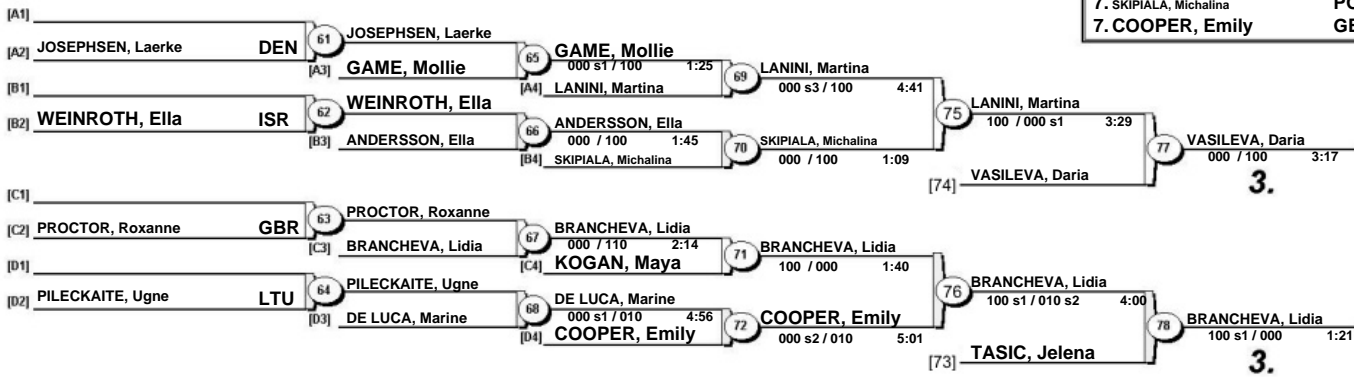 7. SKIPIALA, Michalina
7. COOPER, Emily
[A1]
[A2] JOSEPHSEN, Laerke DEN
61
JOSEPHSEN, Laerke
[A3] GAME, Mollie
65
GAME, Mollie
000 s1 / 100 1:25
[A4] LANINI, Martina
69
LANINI, Martina
000 s3 / 100 4:41
[B1]
[B2] WEINROTH, Ella ISR
62
WEINROTH, Ella
[B3] ANDERSSON, Ella
66
ANDERSSON, Ella
000 / 100 1:45
[B4] SKIPIALA, Michalina
70
SKIPIALA, Michalina
000 / 100 1:09
75
LANINI, Martina
100 / 000 s1 3:29
[74] VASILEVA, Daria
77
VASILEVA, Daria
000 / 100 3:17
3.
[C1]
[C2] PROCTOR, Roxanne GBR
63
PROCTOR, Roxanne
[C3] BRANCHEVA, Lidia
67
BRANCHEVA, Lidia
000 / 110 2:14
[C4] KOGAN, Maya
71
BRANCHEVA, Lidia
100 / 000 1:40
[D1]
[D2] PILECKAITE, Ugne LTU
64
PILECKAITE, Ugne
[D3] DE LUCA, Marine
68
DE LUCA, Marine
000 s1 / 010 4:56
[D4] COOPER, Emily
72
COOPER, Emily
000 s2 / 010 5:01
76
BRANCHEVA, Lidia
100 s1 / 010 s2 4:00
[73] TASIC, Jelena
78
BRANCHEVA, Lidia
100 s1 / 000 1:21
3.